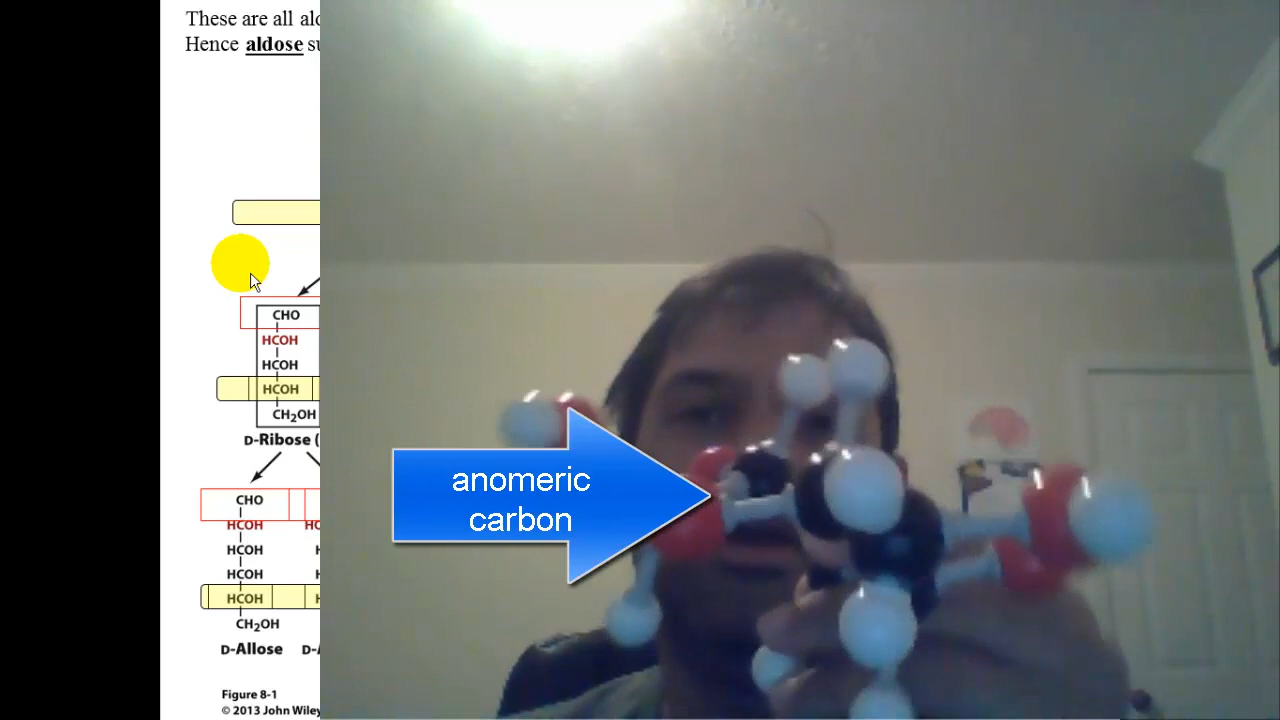 These are all
Hence aldose
CHO
HCOH
HCOH
HCOH
CH2OH
D-Ribose (
CHO
HCOH
HCOH
HCOH
HCOH
CH2OH
D-Allose
Figure 8-1
© 2013 John Wiley
anomeric
carbon